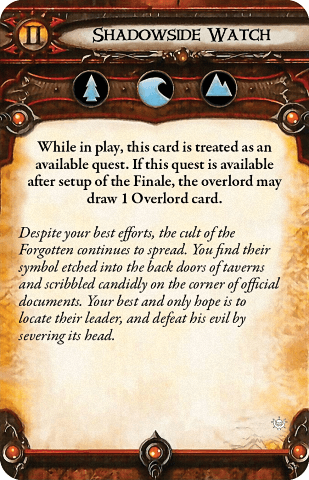 II
SHADOWSIDE WATCH
While in play, this card is treated as an
available quest. If this quest is available
after setup of the Finale, the overlord may
draw 1 Overlord card.
Despite your best efforts, the cult of the
Forgotten continues to spread. You find their
symbol etched into the back doors of taverns
and scribbled candidly on the corner of official
documents. Your best and only hope is to
locate their leader, and defeat his evil by
severing its head.